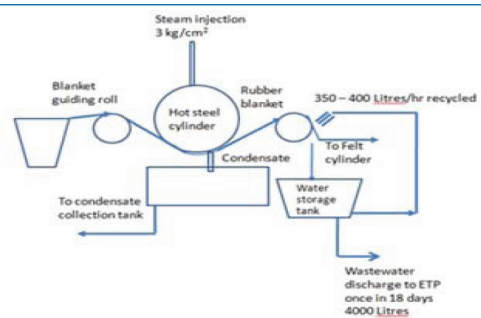 Steam injection
3 kg/cm²
Blanket
guiding roll
Hot steel
cylinder
Rubber
blanket
350 – 400 Litres/hr recycled
Condensate
To Felt
cylinder
Water
storage
tank
To condensate
collection tank
Wastewater
discharge to ETP
once in 18 days
4000 Litres